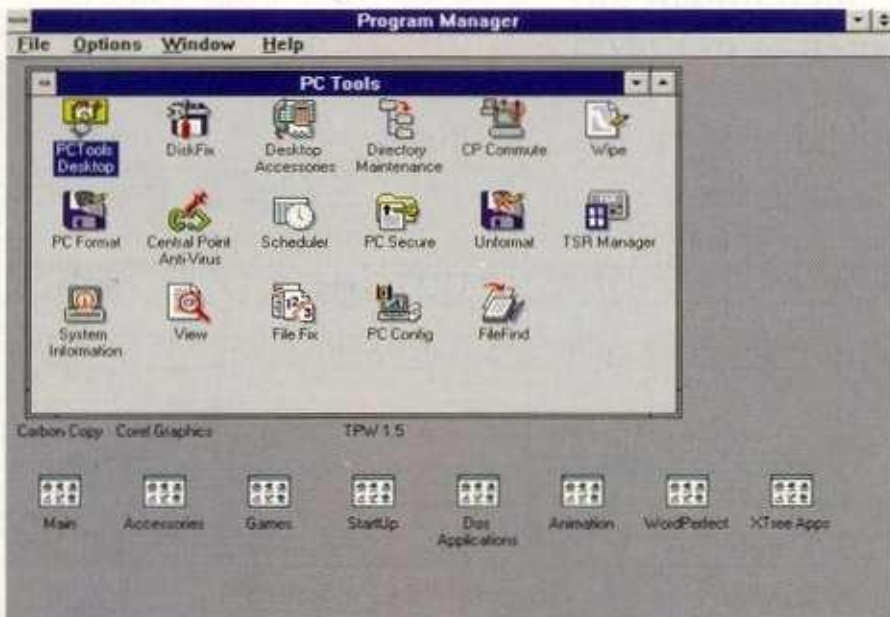 Program Manager
File Options Window Help
PC Tools
PCTools
Desktop
DiskFix
Desktop
Accessories
Directory
Maintenance
CP Commute
Wipe
PC Format
Central Point
Anti-Virus
Scheduler
PC Secure
Unformat
TSR Manager
System
Information
View
File Fix
PC Config
FileFind
Carbon Copy
Corel Graphics
TPW 1.5
Main
Accessories
Games
StartUp
Dos
Applications
Animation
WordPerfect
XTree Apps